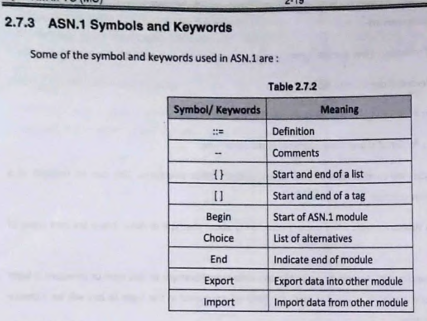 2-19
2.7.3 ASN.1 Symbols and Keywords
Some of the symbol and keywords used in ASN.1 are :
Table 2.7.2
Symbol/ Keywords Meaning
::= Definition
-- Comments
{ } Start and end of a list
[ ] Start and end of a tag
Begin Start of ASN.1 module
Choice List of alternatives
End Indicate end of module
Export Export data into other module
Import Import data from other module